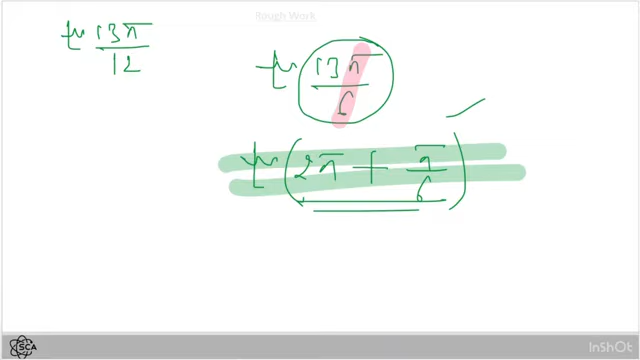 Rough Work
tan 13π/12
tan 13π/6
tan (2π + π/6)
SCA
InShOt